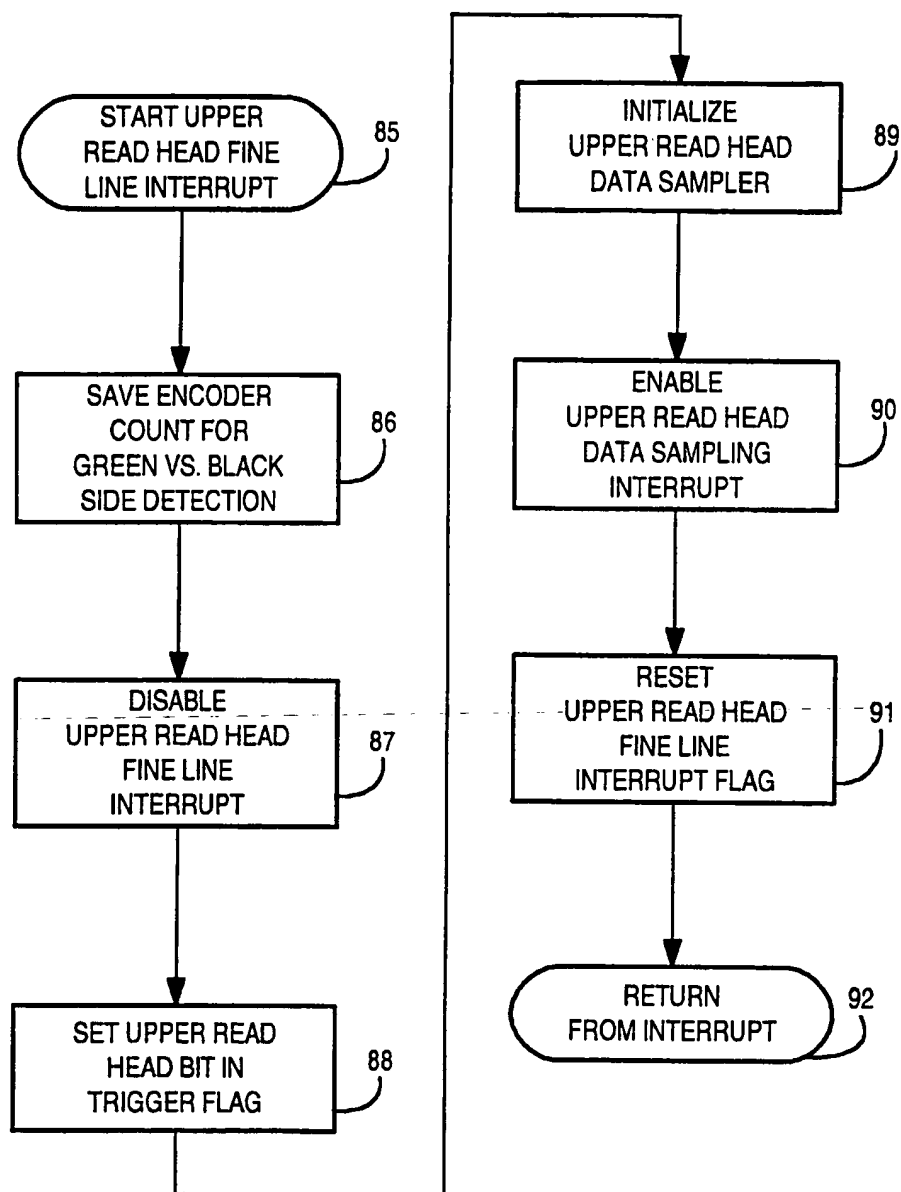 START UPPER
READ HEAD FINE
LINE INTERRUPT
85
SAVE ENCODER
COUNT FOR
GREEN VS. BLACK
SIDE DETECTION
86
DISABLE
UPPER READ HEAD
FINE LINE
INTERRUPT
87
SET UPPER READ
HEAD BIT IN
TRIGGER FLAG
88
INITIALIZE
UPPER READ HEAD
DATA SAMPLER
89
ENABLE
UPPER READ HEAD
DATA SAMPLING
INTERRUPT
90
RESET
UPPER READ HEAD
FINE LINE
INTERRUPT FLAG
91
RETURN
FROM INTERRUPT
92